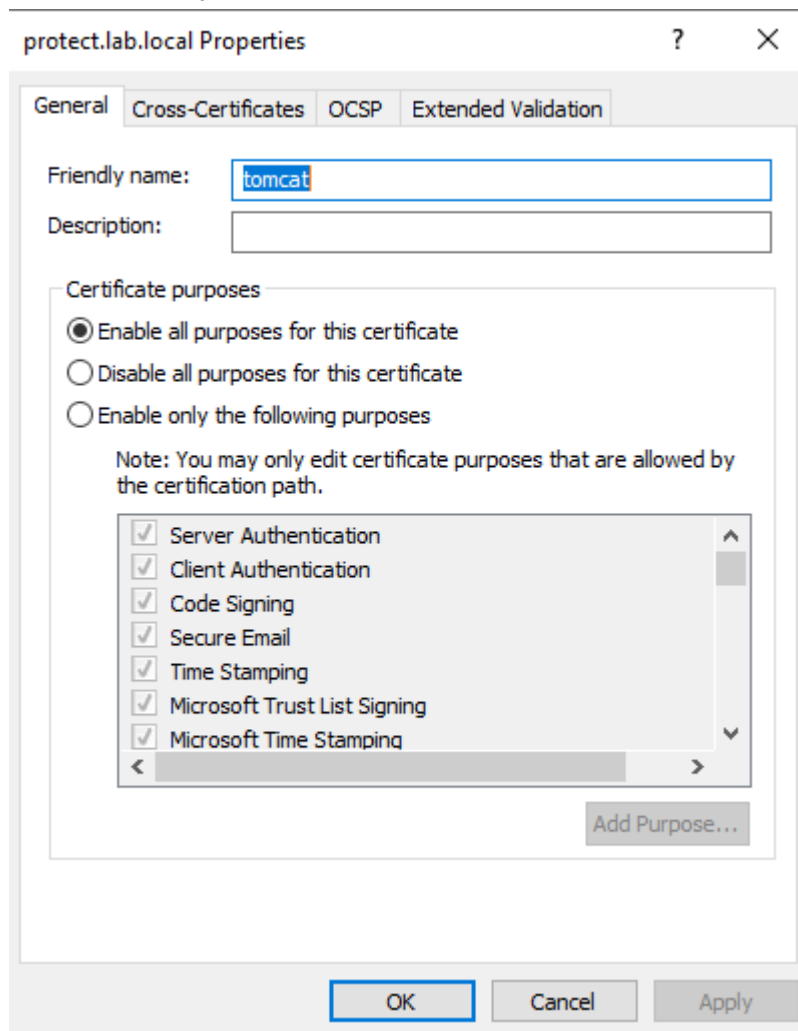 protect.lab.local Properties ? X
General Cross-Certificates OCSP Extended Validation
Friendly name: tomcat
Description:
Certificate purposes
Enable all purposes for this certificate
Disable all purposes for this certificate
Enable only the following purposes
Note: You may only edit certificate purposes that are allowed by
the certification path.
Server Authentication
Client Authentication
Code Signing
Secure Email
Time Stamping
Microsoft Trust List Signing
Microsoft Time Stamping
Add Purpose...
OK Cancel Apply